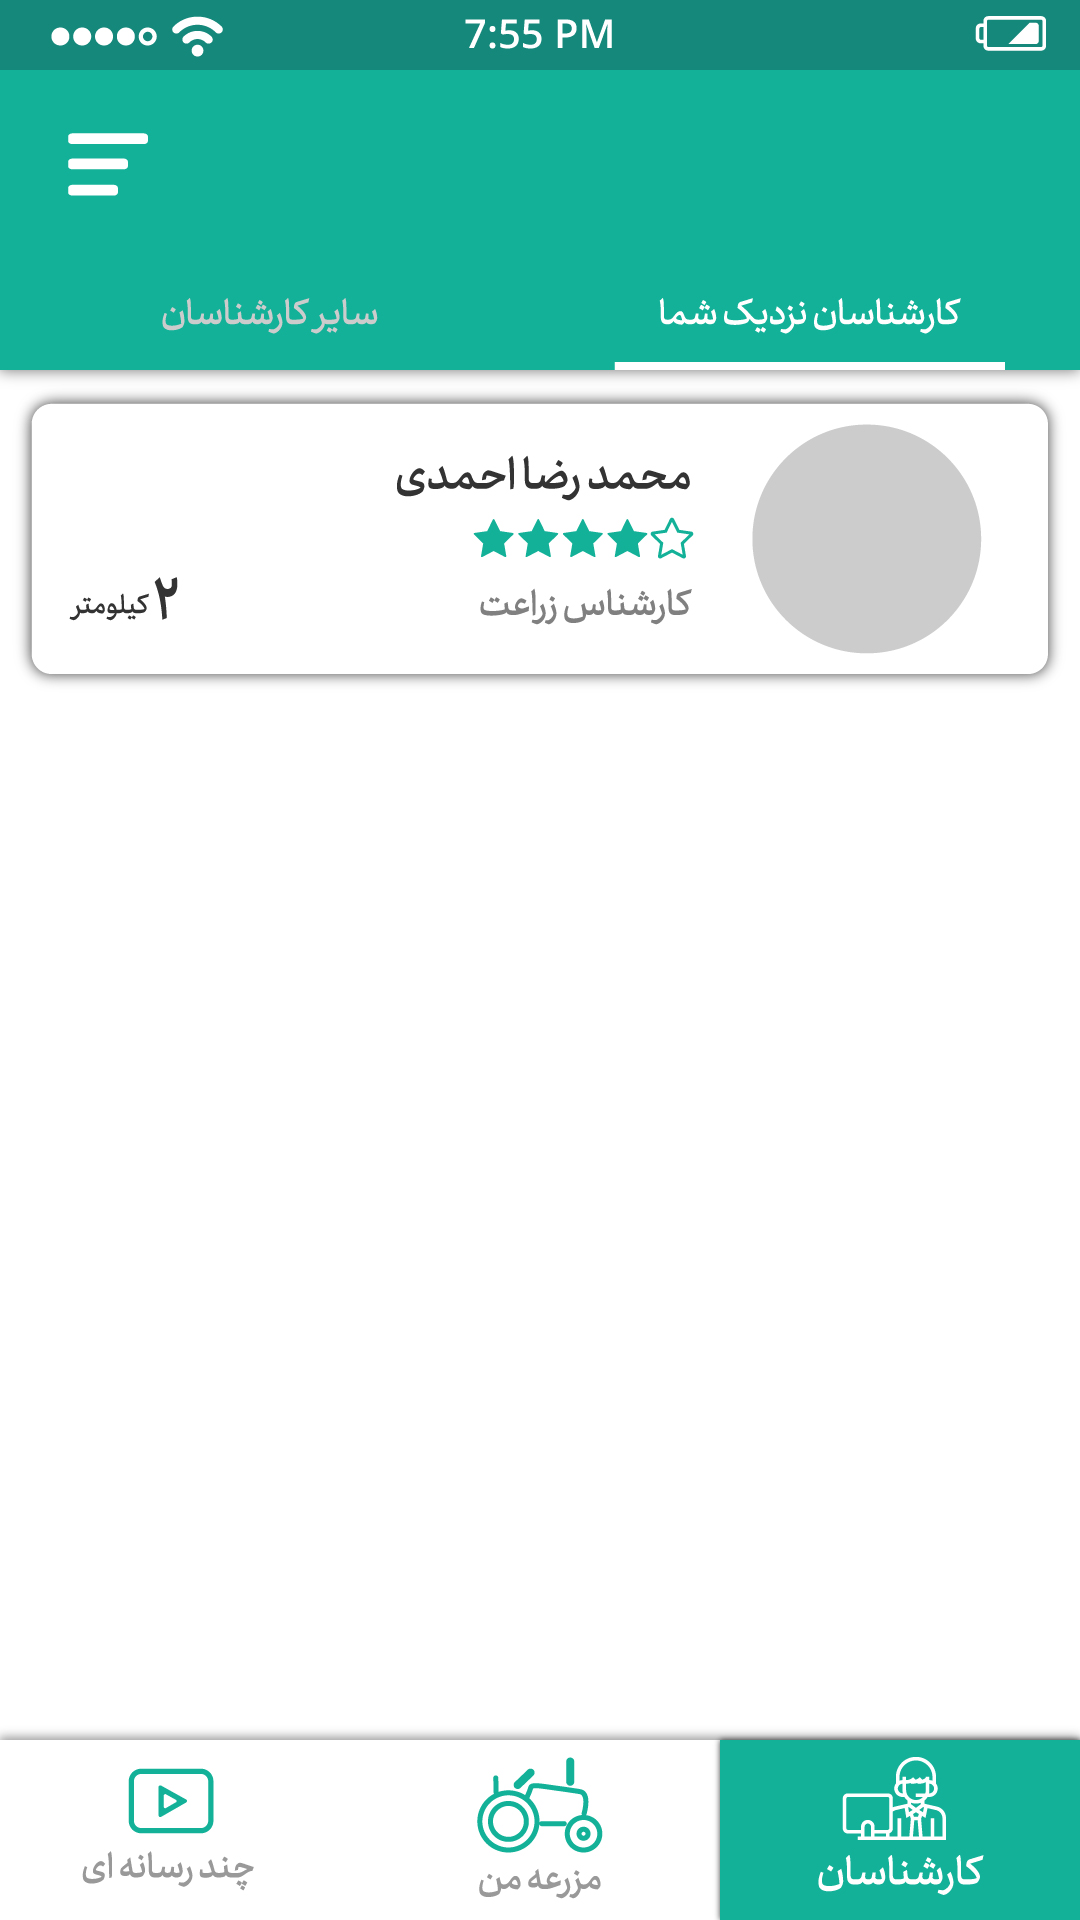 7:55 PM
کارشناسان نزدیک شما
سایر کارشناسان
محمد رضا احمدی
کارشناس زراعت
۲ کیلومتر
کارشناسان
مزرعه من
چند رسانه ای